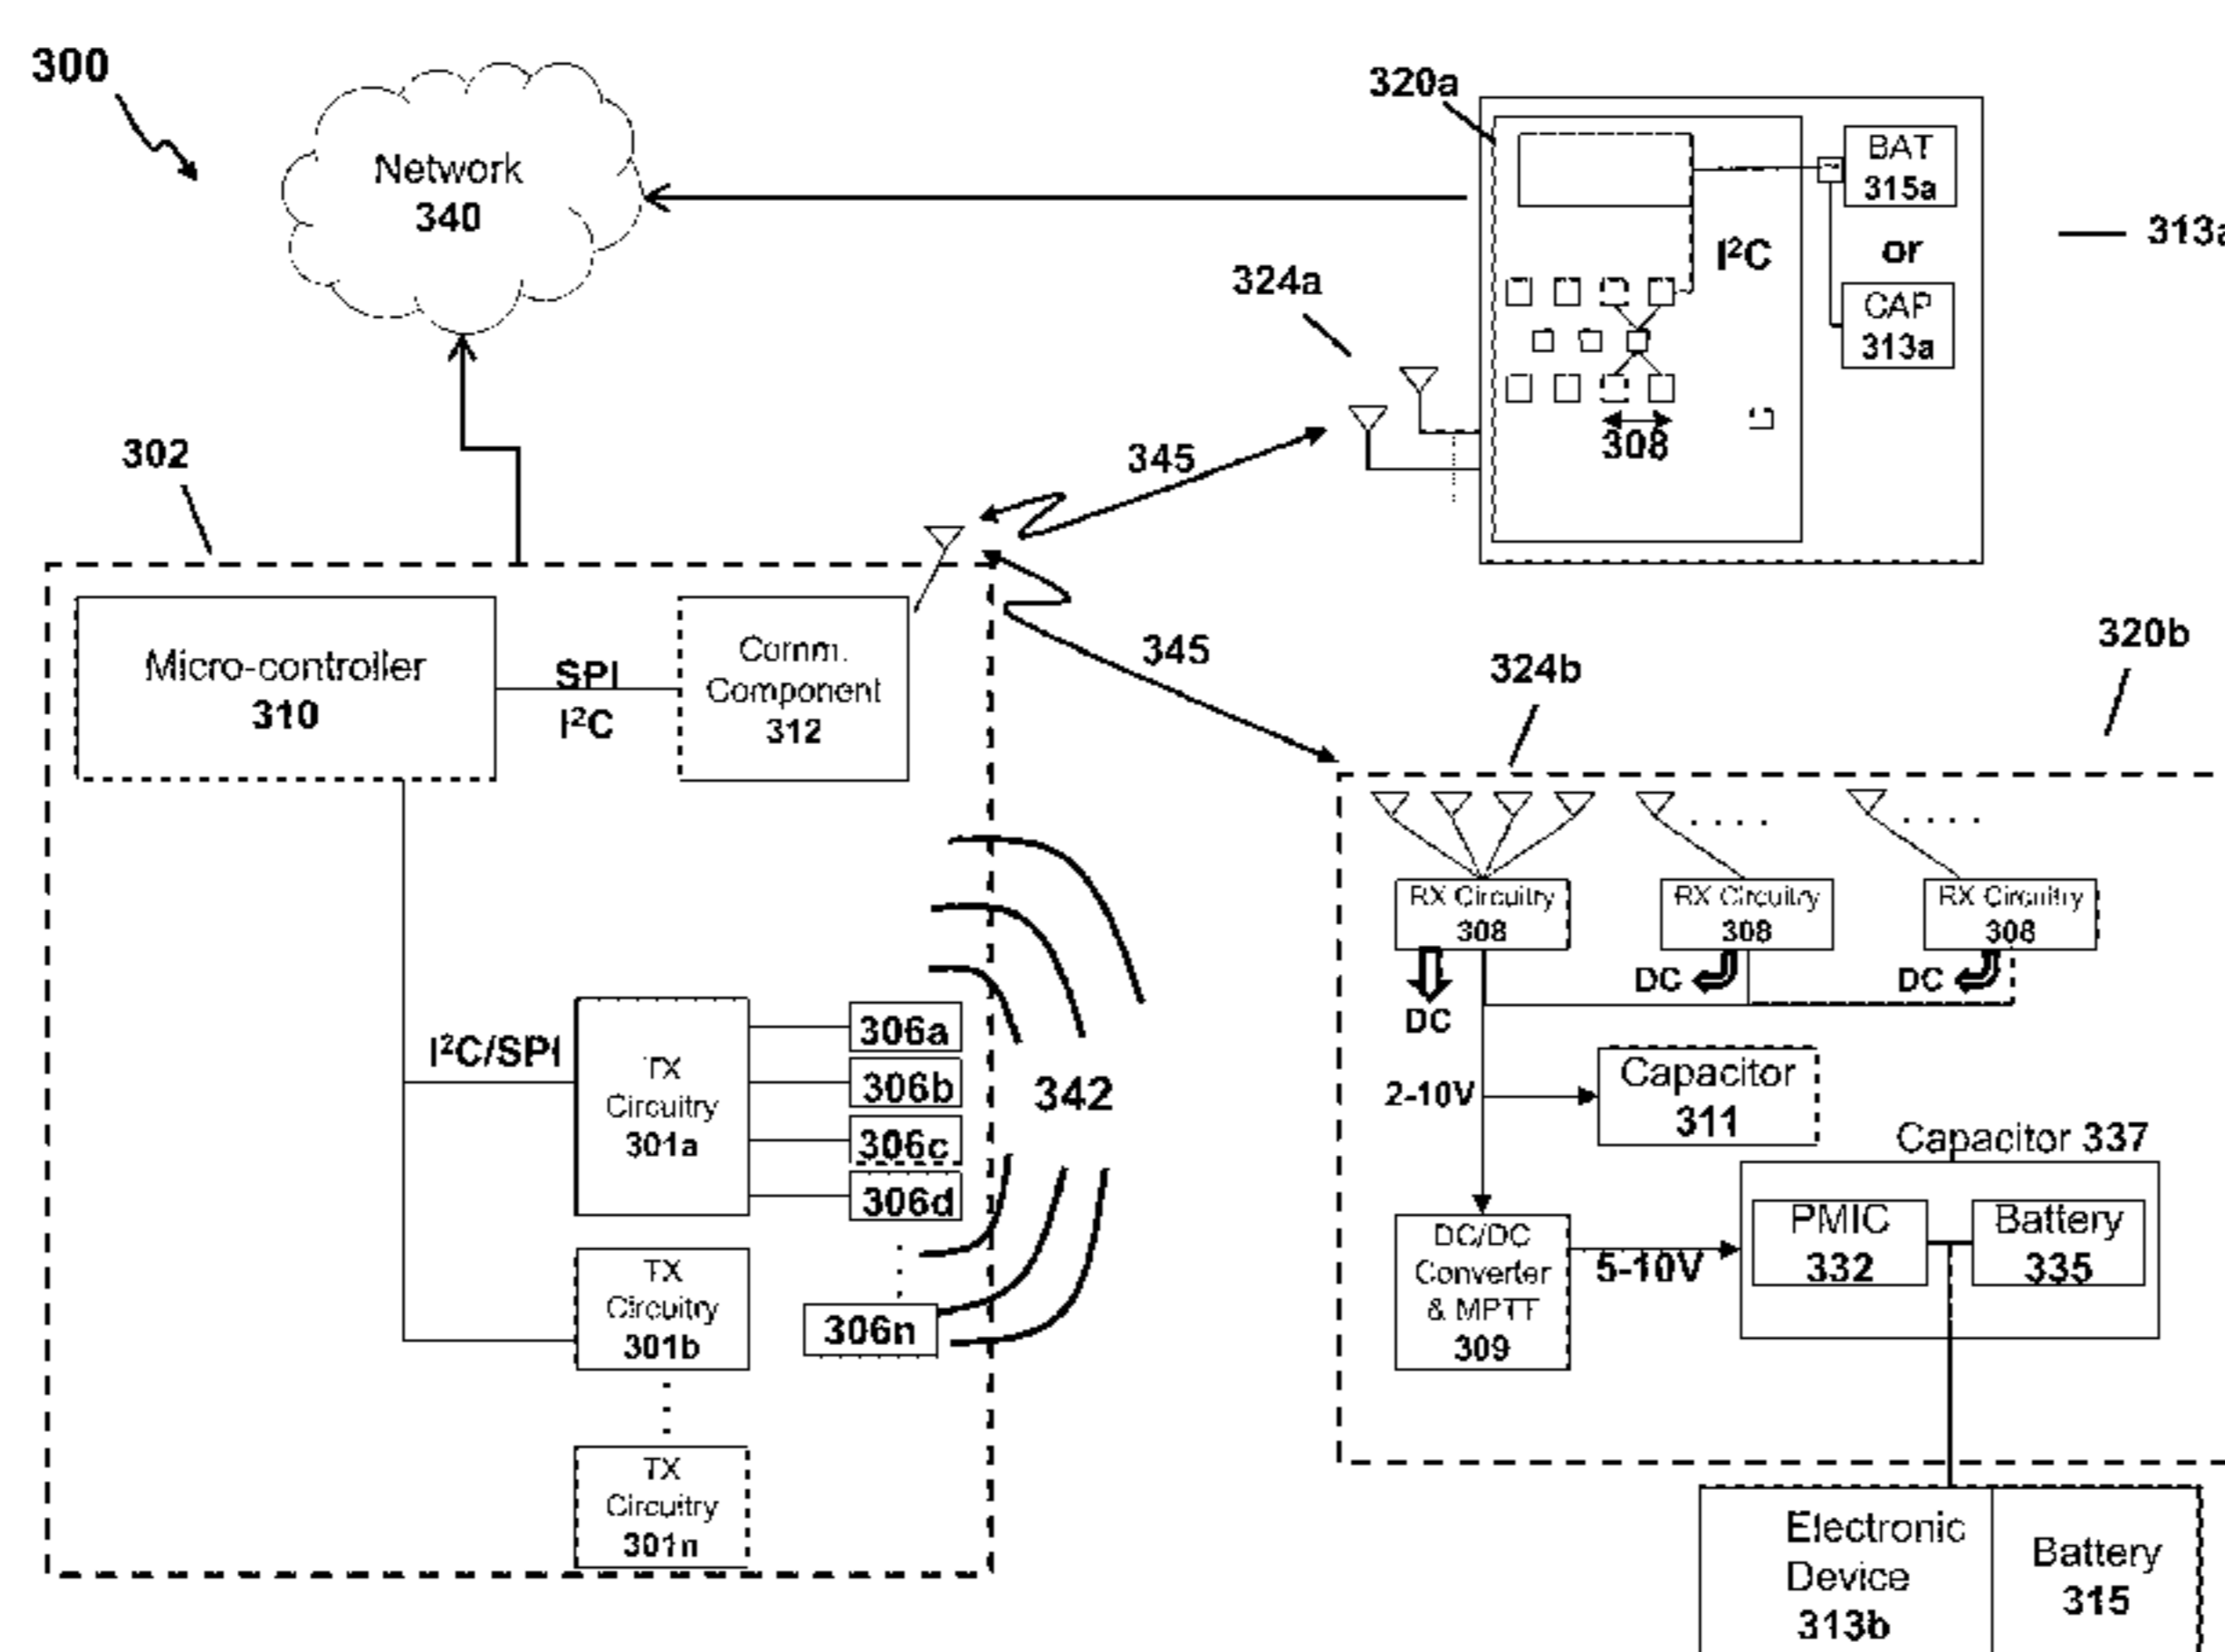 300
Network
340
320a
BAT
315a
or
CAP
313a
I²C
308
324a
345
302
Micro-controller
310
SPI
I²C
Comm.
Component
312
345
324b
320b
RX Circuitry
308
RX Circuitry
308
RX Circuitry
308
DC
DC
DC
I²C/SPI
TX
Circuitry
301a
306a
306b
306c
306d
342
2-10V
Capacitor
311
Capacitor 337
PMIC
332
Battery
335
TX
Circuitry
301b
306n
DC/DC
Converter
& MPTT
309
5-10V
TX
Circuitry
301n
Electronic
Device
313b
Battery
315